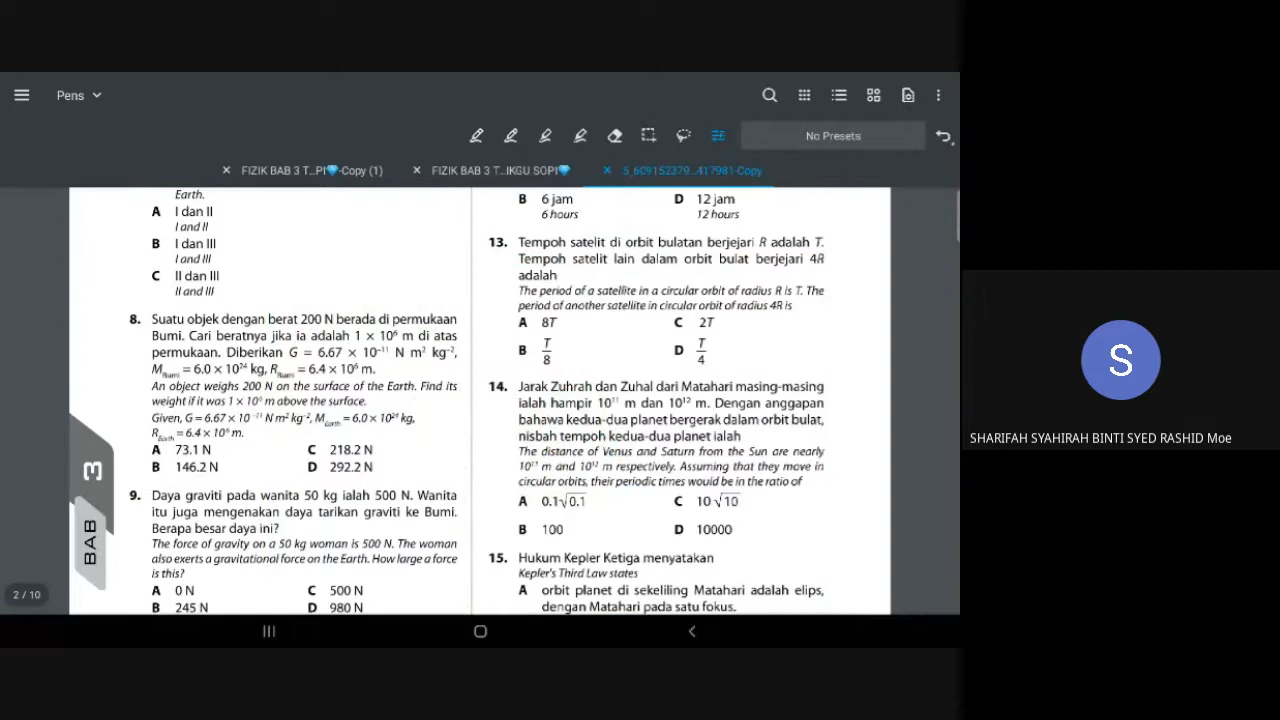 Pens
No Presets
FIZIK BAB 3 T...PI💎-Copy (1)
FIZIK BAB 3 T...IKGU SOPI💎
5_609152379...417981-Copy
Earth.
A I dan II
I and II
B I dan III
I and III
C II dan III
II and III
8. Suatu objek dengan berat 200 N berada di permukaan
Bumi. Cari beratnya jika ia adalah 1 × 10⁶ m di atas
permukaan. Diberikan G = 6.67 × 10⁻¹¹ N m² kg⁻²,
M_Bumi = 6.0 × 10²⁴ kg, R_Bumi = 6.4 × 10⁶ m.
An object weighs 200 N on the surface of the Earth. Find its
weight if it was 1 × 10⁶ m above the surface.
Given, G = 6.67 × 10⁻¹¹ N m² kg⁻², M_Earth = 6.0 × 10²⁴ kg,
R_Earth = 6.4 × 10⁶ m.
A 73.1 N C 218.2 N
B 146.2 N D 292.2 N
9. Daya graviti pada wanita 50 kg ialah 500 N. Wanita
itu juga mengenakan daya tarikan graviti ke Bumi.
Berapa besar daya ini?
The force of gravity on a 50 kg woman is 500 N. The woman
also exerts a gravitational force on the Earth. How large a force
is this?
A 0 N C 500 N
B 245 N D 980 N
BAB 3
2 / 10
B 6 jam D 12 jam
6 hours 12 hours
13. Tempoh satelit di orbit bulatan berjejari R adalah T.
Tempoh satelit lain dalam orbit bulat berjejari 4R
adalah
The period of a satellite in a circular orbit of radius R is T. The
period of another satellite in circular orbit of radius 4R is
A 8T C 2T
B T/8 D T/4
14. Jarak Zuhrah dan Zuhal dari Matahari masing-masing
ialah hampir 10¹¹ m dan 10¹² m. Dengan anggapan
bahawa kedua-dua planet bergerak dalam orbit bulat,
nisbah tempoh kedua-dua planet ialah
The distance of Venus and Saturn from the Sun are nearly
10¹¹ m and 10¹² m respectively. Assuming that they move in
circular orbits, their periodic times would be in the ratio of
A 0.1√0.1 C 10√10
B 100 D 10000
15. Hukum Kepler Ketiga menyatakan
Kepler's Third Law states
A orbit planet di sekeliling Matahari adalah elips,
dengan Matahari pada satu fokus.
S
SHARIFAH SYAHIRAH BINTI SYED RASHID Moe